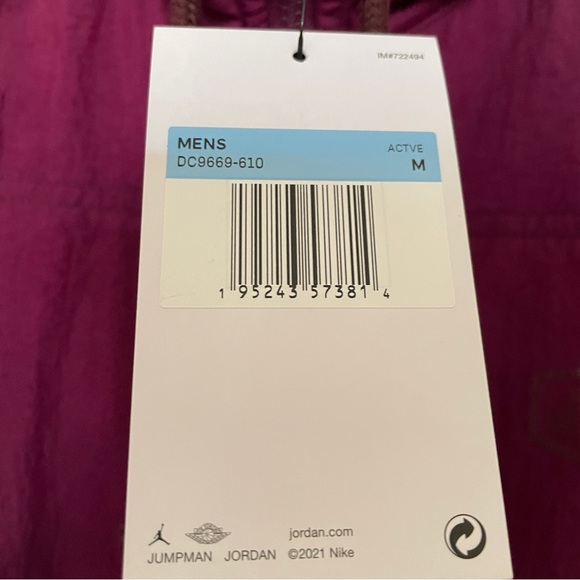 IM#722494
MENS
DC9669-610
ACTVE
M
1 95243 57381 4
jordan.com
JUMPMAN JORDAN ©2021 Nike